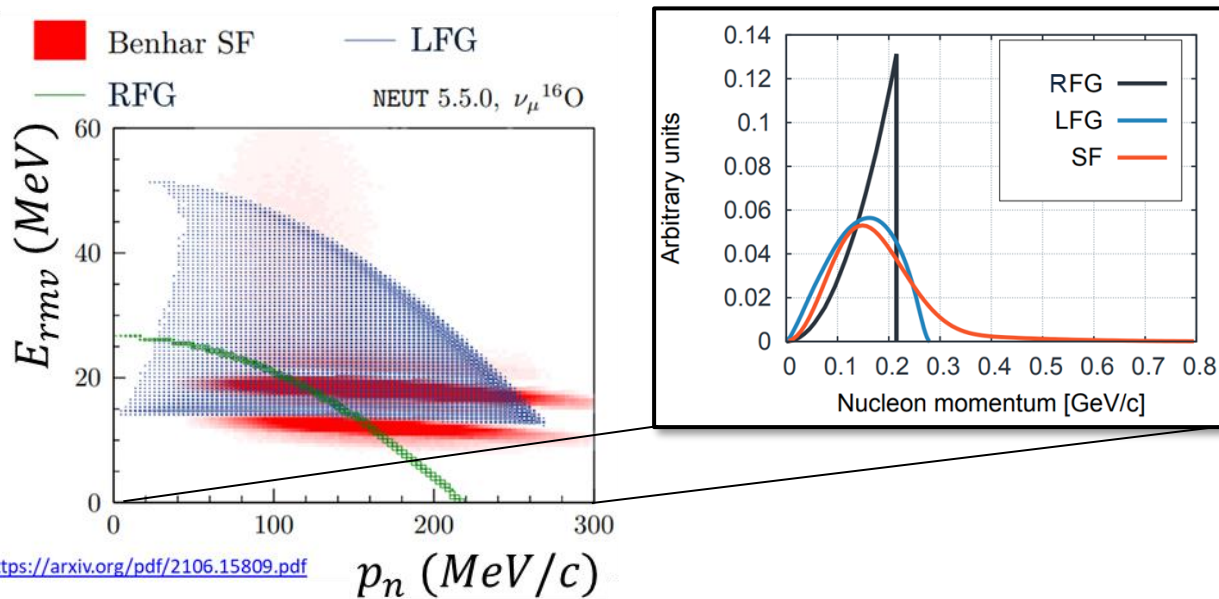 Benhar SF
LFG
RFG
NEUT 5.5.0, νμ¹⁶O
E_rmv (MeV)
60
40
20
0
0
100
200
300
p_n (MeV/c)
ttps://arxiv.org/pdf/2106.15809.pdf
Arbitrary units
0.14
0.12
0.1
0.08
0.06
0.04
0.02
0
RFG
LFG
SF
0
0.1
0.2
0.3
0.4
0.5
0.6
0.7
0.8
Nucleon momentum [GeV/c]